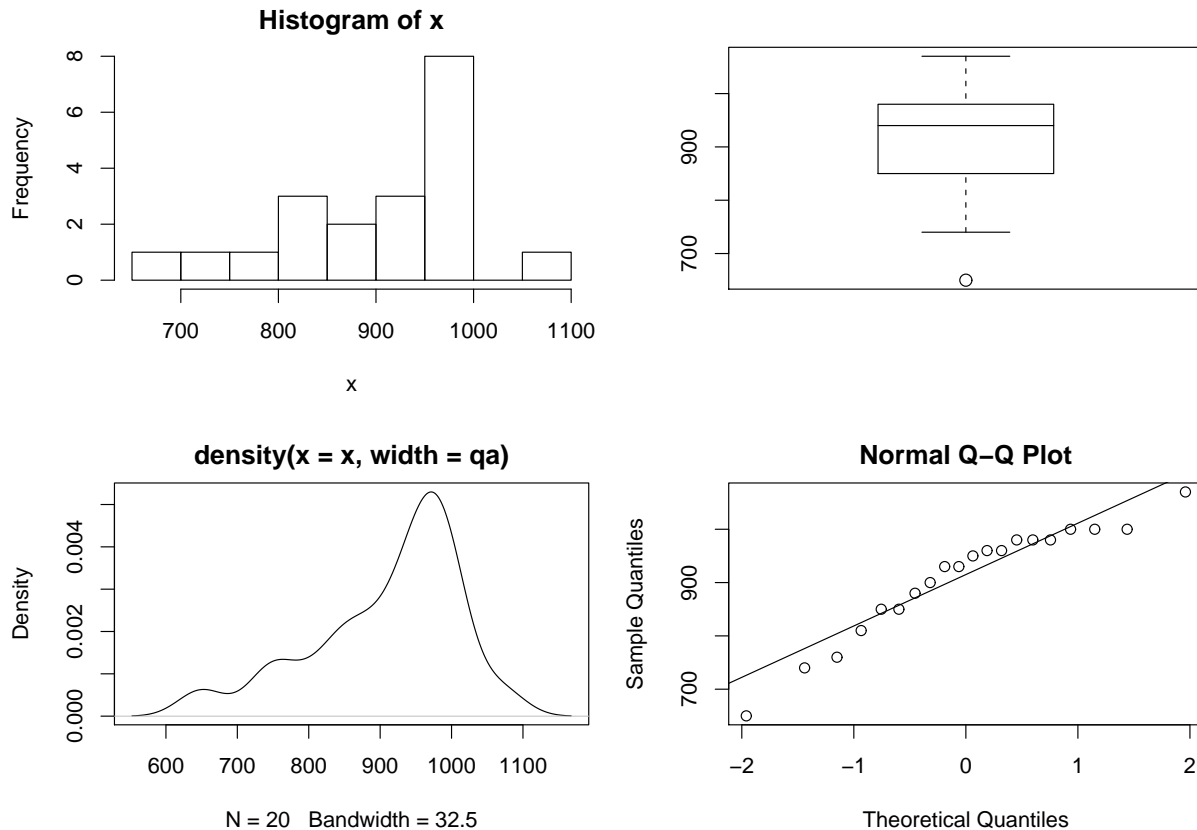 Histogram of x
Frequency
0 2 4 6 8
700 800 900 1000 1100
x
700 900
density(x = x, width = qa)
Density
0.000 0.002 0.004
600 700 800 900 1000 1100
N = 20 Bandwidth = 32.5
Normal Q−Q Plot
Sample Quantiles
700 900
−2 −1 0 1 2
Theoretical Quantiles